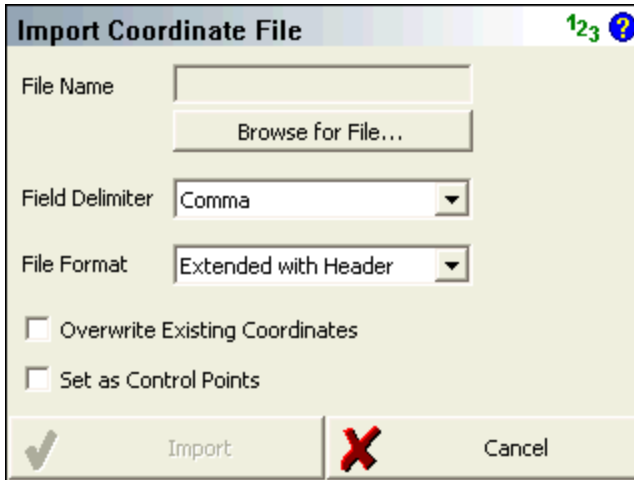 Import Coordinate File 123 ?
File Name
Browse for File...
Field Delimiter Comma
File Format Extended with Header
Overwrite Existing Coordinates
Set as Control Points
Import Cancel